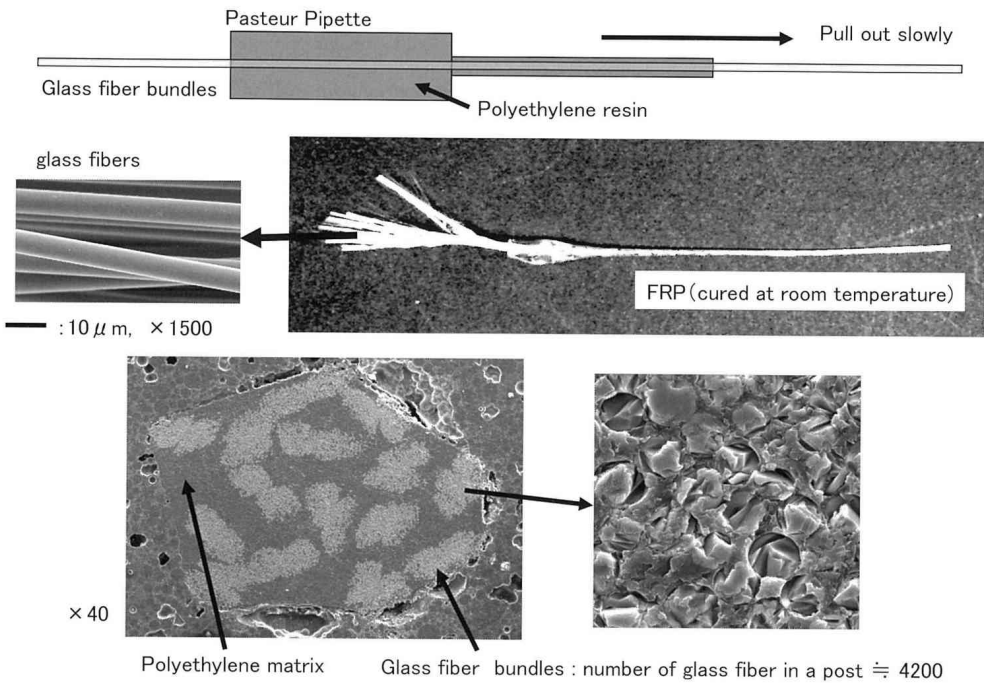 Pasteur Pipette
Pull out slowly
Glass fiber bundles
Polyethylene resin
glass fibers
FRP(cured at room temperature)
:10μm, ×1500
×40
Polyethylene matrix
Glass fiber bundles : number of glass fiber in a post ≒ 4200